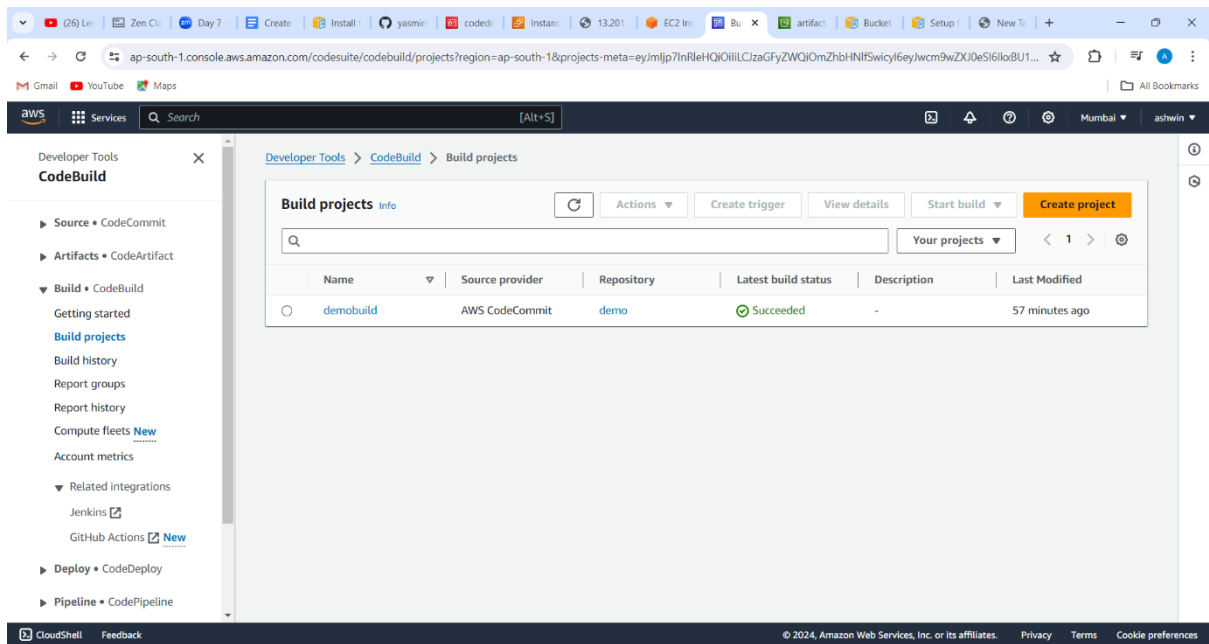 (26) Le
Zen Cl
Day 7 -
Create
Install
yasmin
coded
Instanc
13.201.
EC2 Inc
Bu
artifact
Bucket
Setup f
New Ta
ap-south-1.console.aws.amazon.com/codesuite/codebuild/projects?region=ap-south-1&projects-meta=
Gmail YouTube Maps All Bookmarks
aws Services Search [Alt+S] Mumbai ashwin
Developer Tools
CodeBuild
Source • CodeCommit
Artifacts • CodeArtifact
Build • CodeBuild
Getting started
Build projects
Build history
Report groups
Report history
Compute fleets New
Account metrics
Related integrations
Jenkins
GitHub Actions New
Deploy • CodeDeploy
Pipeline • CodePipeline
Developer Tools > CodeBuild > Build projects
Build projects Info Actions Create trigger View details Start build Create project
Your projects 1
Name Source provider Repository Latest build status Description Last Modified
demobuild AWS CodeCommit demo Succeeded - 57 minutes ago
CloudShell Feedback © 2024, Amazon Web Services, Inc. or its affiliates. Privacy Terms Cookie preferences